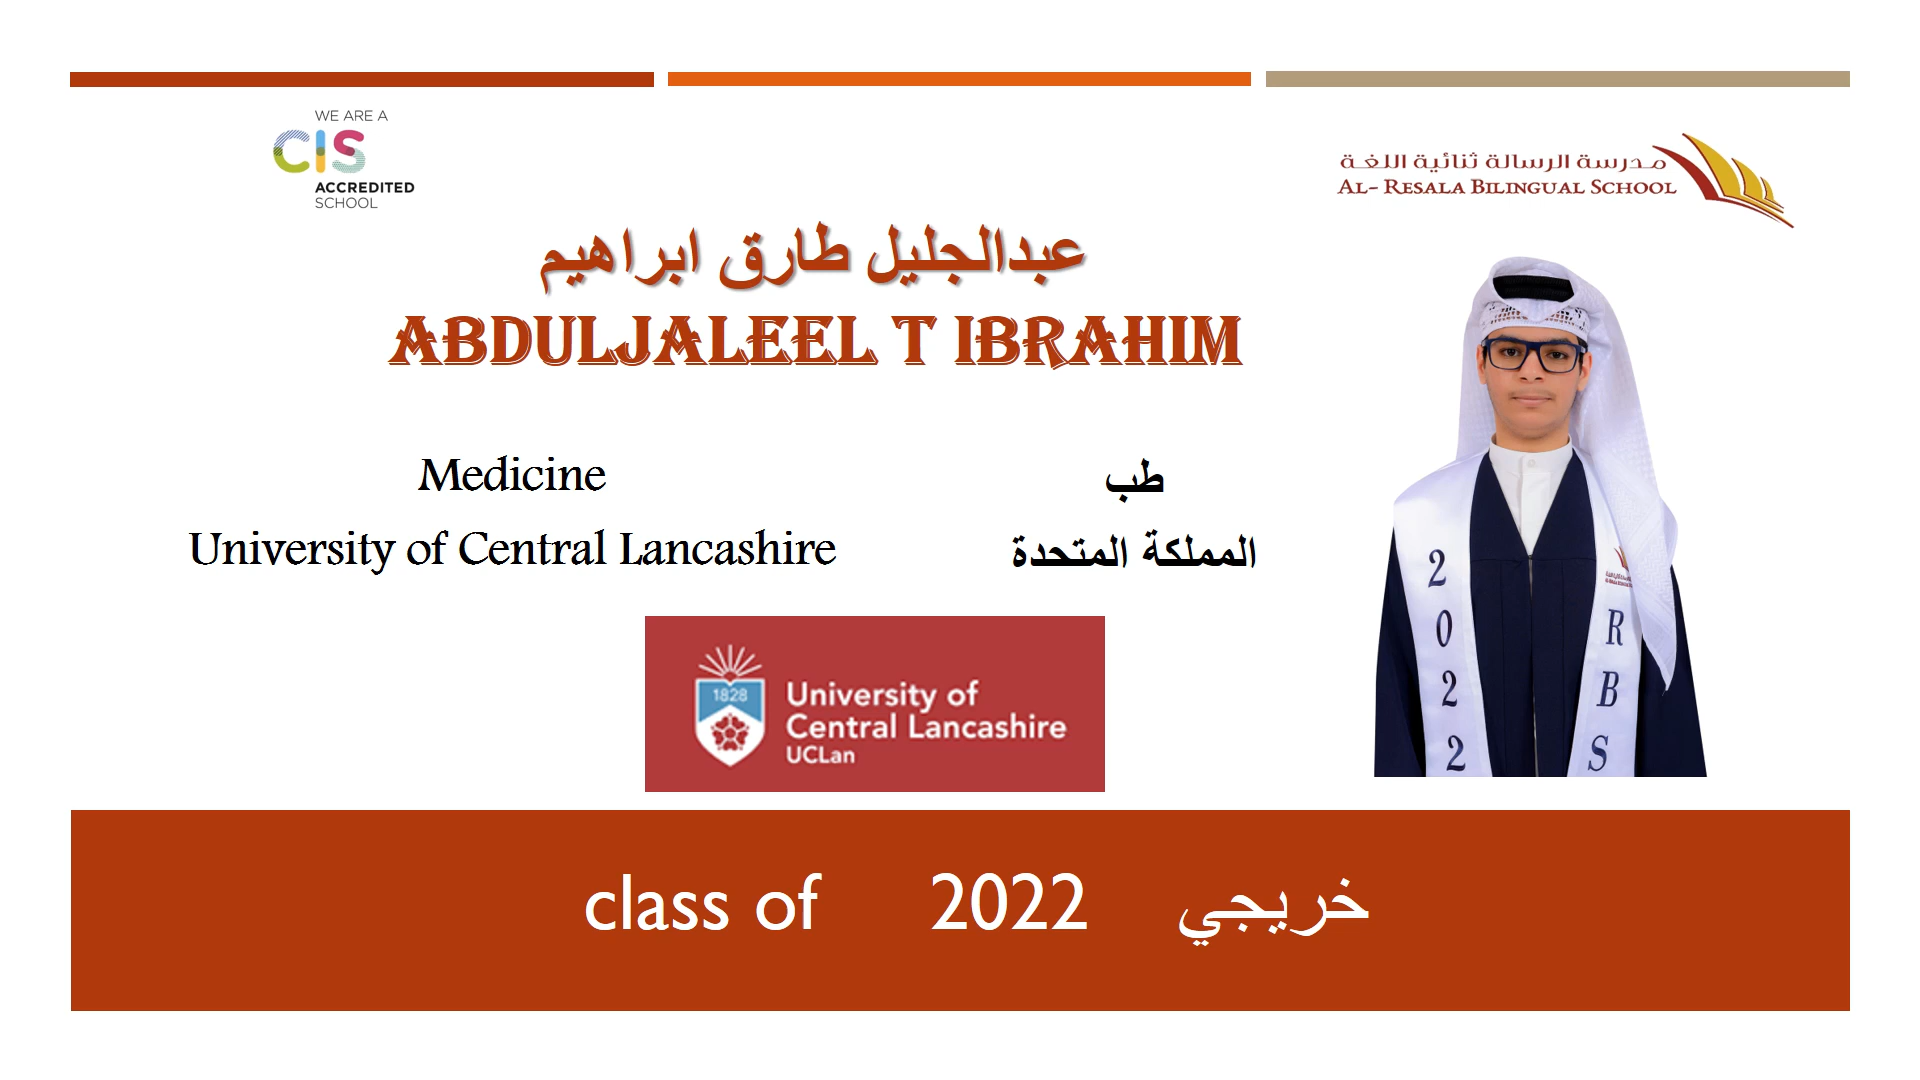 WE ARE A
CIS
ACCREDITED
SCHOOL
مدرسة الرسالة ثنائية اللغة
AL- RESALA BILINGUAL SCHOOL
عبدالجليل طارق ابراهيم
ABDULJALEEL T IBRAHIM
Medicine
طب
University of Central Lancashire
المملكة المتحدة
1828
University of
Central Lancashire
UCLan
2022
RBS
class of 2022 خريجي